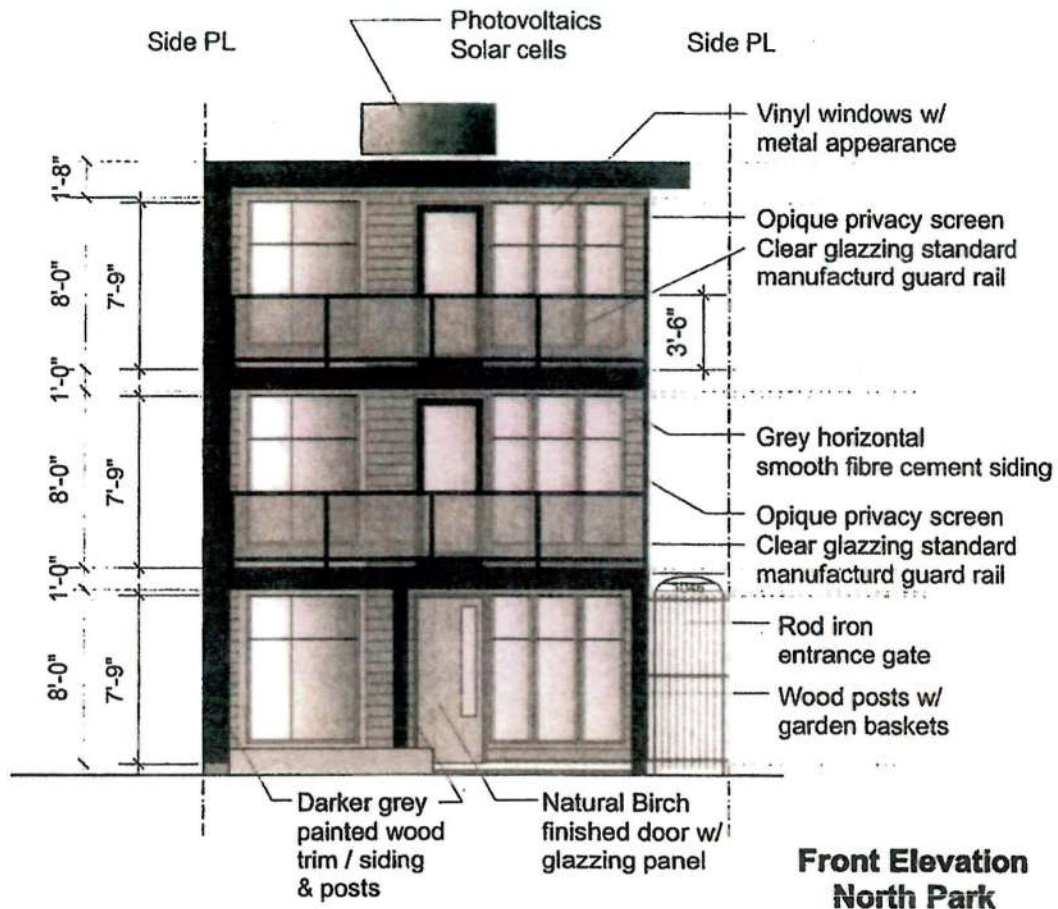 Photovoltaics
Solar cells
Side PL
Side PL
Vinyl windows w/
metal appearance
1'-8"
Opique privacy screen
Clear glazzing standard
manufacturd guard rail
8'-0"
7'-9"
3'-6"
1'-0"
Grey horizontal
smooth fibre cement siding
8'-0"
7'-9"
Opique privacy screen
Clear glazzing standard
manufacturd guard rail
1'-0"
Rod iron
entrance gate
8'-0"
7'-9"
Wood posts w/
garden baskets
Darker grey
painted wood
trim / siding
& posts
Natural Birch
finished door w/
glazzing panel
Front Elevation
North Park